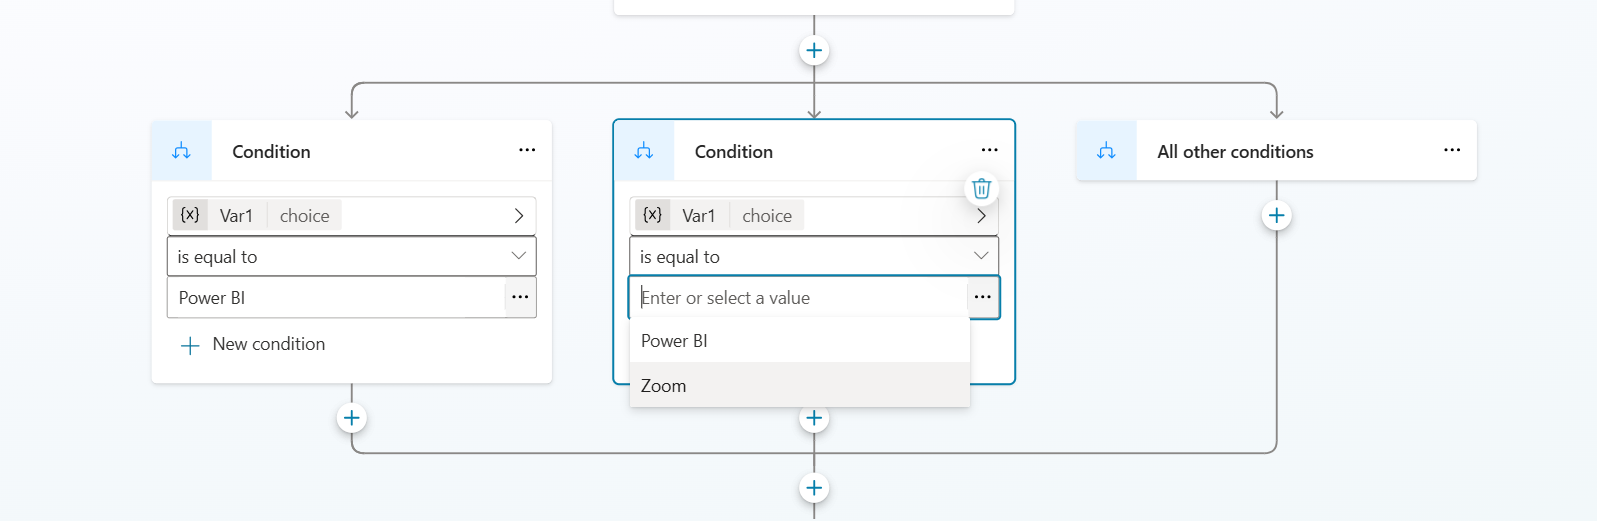 Condition
{x} Var1 choice
is equal to
Power BI
New condition
Condition
{x} Var1 choice
is equal to
Enter or select a value
Power BI
Zoom
All other conditions